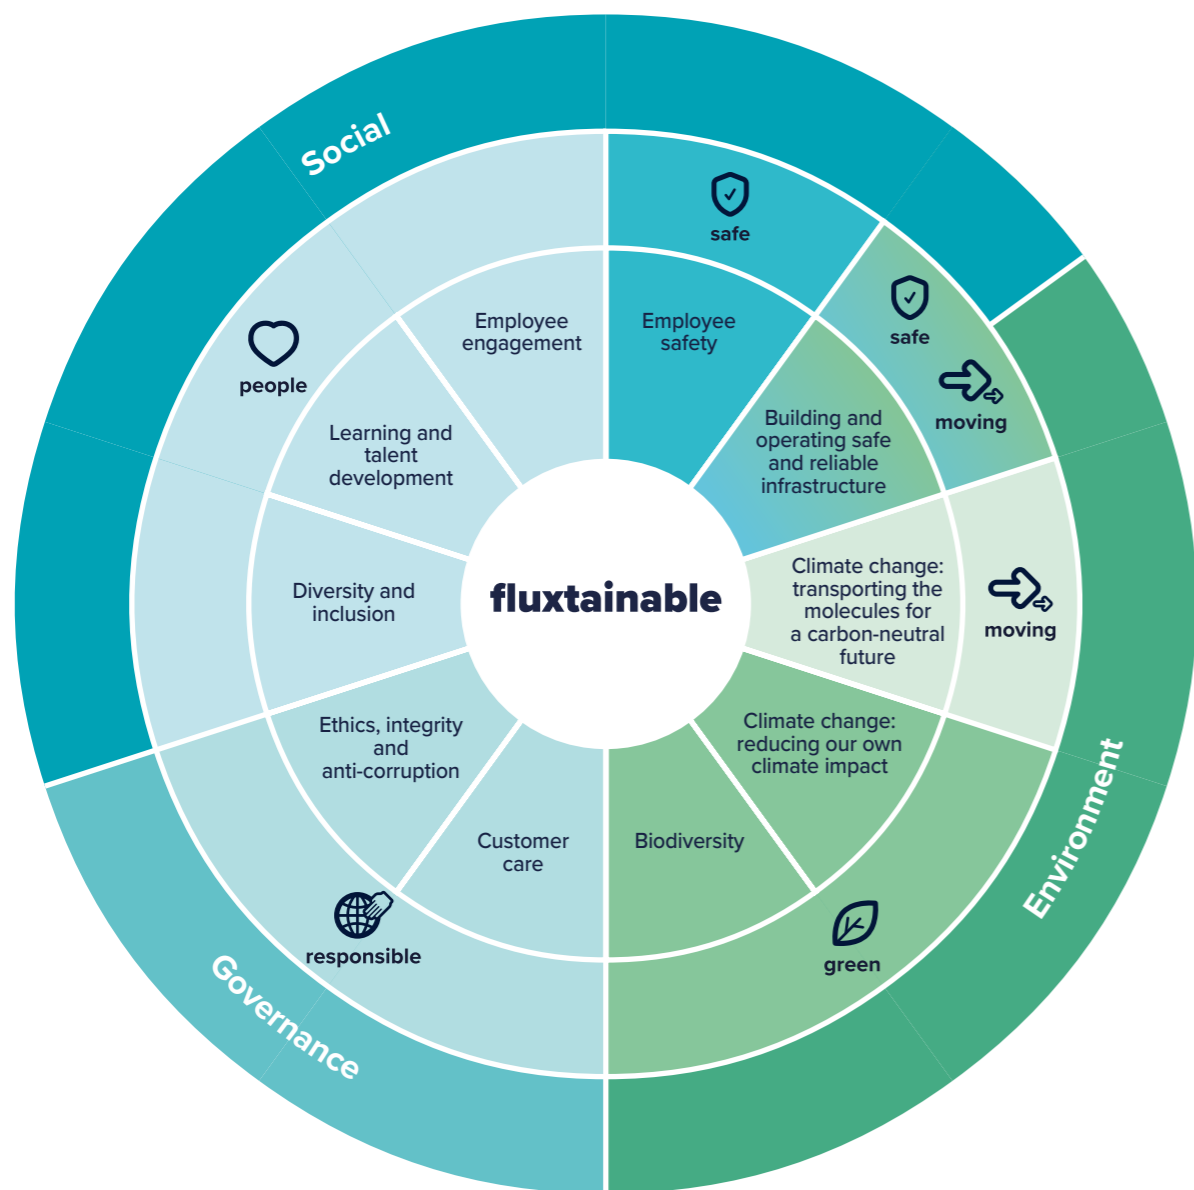 Social
safe
safe
moving
people
Employee
engagement
Employee
safety
Learning and
talent
development
Building and
operating safe
and reliable
infrastructure
Diversity and
inclusion
fluxtainable
Climate change:
transporting the
molecules for
a carbon-neutral
future
moving
Ethics, integrity
and
anti-corruption
Climate change:
reducing our own
climate impact
Customer
care
Biodiversity
responsible
green
Governance
Environment